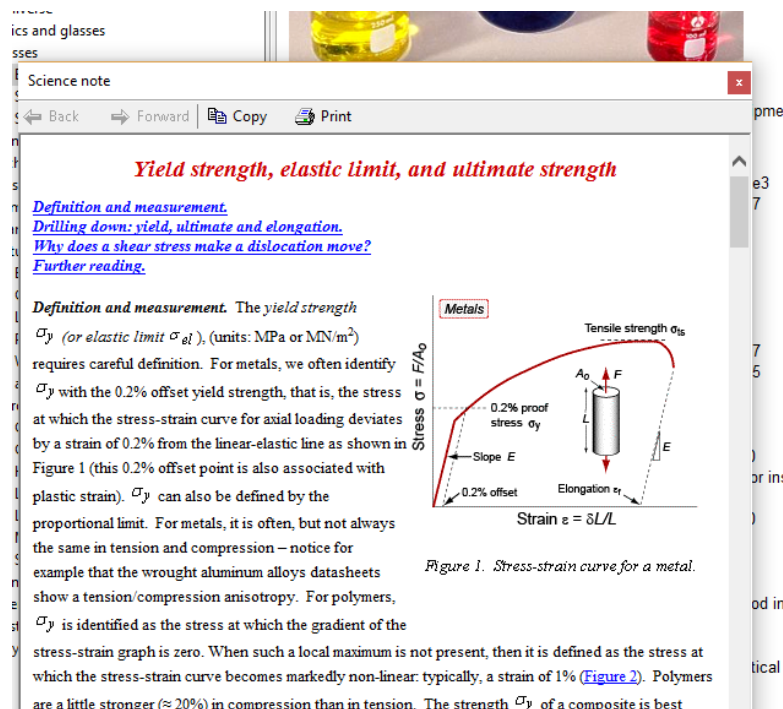 ics and glasses
sses
Science note
x
Back
Forward
Copy
Print
Yield strength, elastic limit, and ultimate strength
Definition and measurement.
Drilling down: yield, ultimate and elongation.
Why does a shear stress make a dislocation move?
Further reading.
Definition and measurement. The yield strength
σy (or elastic limit σel), (units: MPa or MN/m²)
requires careful definition. For metals, we often identify
σy with the 0.2% offset yield strength, that is, the stress
at which the stress-strain curve for axial loading deviates
by a strain of 0.2% from the linear-elastic line as shown in
Figure 1 (this 0.2% offset point is also associated with
plastic strain). σy can also be defined by the
proportional limit. For metals, it is often, but not always
the same in tension and compression – notice for
example that the wrought aluminum alloys datasheets
show a tension/compression anisotropy. For polymers,
σy is identified as the stress at which the gradient of the
stress-strain graph is zero. When such a local maximum is not present, then it is defined as the stress at
which the stress-strain curve becomes markedly non-linear: typically, a strain of 1% (Figure 2). Polymers
are a little stronger (≈ 20%) in compression than in tension. The strength σy of a composite is best
Metals
Tensile strength σts
Stress σ = F/Ao
Ao
F
L
0.2% proof
stress σy
Slope E
E
0.2% offset
Elongation εf
Strain ε = δL/L
Figure 1. Stress-strain curve for a metal.
pme
e3
7
7
5
or ins
od in
tical